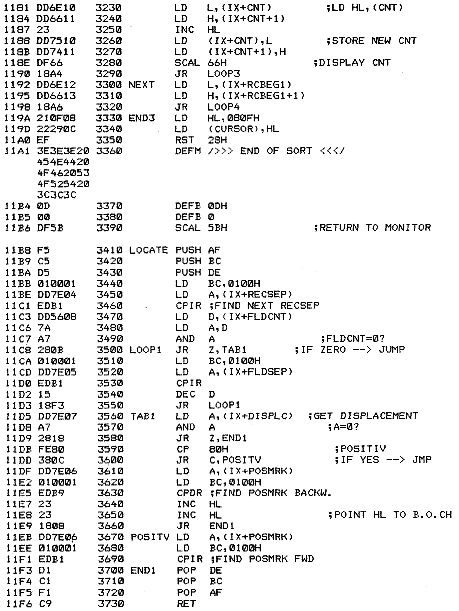 1181 DD6E10 3230 LD L,(IX+CNT) ;LD HL,(CNT)
1184 DD6611 3240 LD H,(IX+CNT+1)
1187 23 3250 INC HL
1188 DD7510 3260 LD (IX+CNT),L ;STORE NEW CNT
118B DD7411 3270 LD (IX+CNT+1),H
118E DF66 3280 SCAL 66H ;DISPLAY CNT
1190 18A4 3290 JR LOOP3
1192 DD6E12 3300 NEXT LD L,(IX+RCBEG1)
1195 DD6613 3310 LD H,(IX+RCBEG1+1)
1198 18A6 3320 JR LOOP4
119A 210F08 3330 END3 LD HL,080FH
119D 22290C 3340 LD (CURSOR),HL
11A0 EF 3350 RST 28H
11A1 3E3E3E20 3360 DEFM />>> END OF SORT <<</
454E4420
4F462053
4F525420
3C3C3C
11B4 0D 3370 DEFB 0DH
11B5 00 3380 DEFB 0
11B6 DF5B 3390 SCAL 5BH ;RETURN TO MONITOR
11B8 F5 3410 LOCATE PUSH AF
11B9 C5 3420 PUSH BC
11BA D5 3430 PUSH DE
11BB 010001 3440 LD BC,0100H
11BE DD7E04 3450 LD A,(IX+RECSEP)
11C1 EDB1 3460 CPIR ;FIND NEXT RECSEP
11C3 DD5608 3470 LD D,(IX+FLDCNT)
11C6 7A 3480 LD A,D
11C7 A7 3490 AND A ;FLDCNT=0?
11C8 280B 3500 LOOP1 JR Z,TAB1 ;IF ZERO --> JUMP
11CA 010001 3510 LD BC,0100H
11CD DD7E05 3520 LD A,(IX+FLDSEP)
11D0 EDB1 3530 CPIR
11D2 15 3540 DEC D
11D3 18F3 3550 JR LOOP1
11D5 DD7E07 3560 TAB1 LD A,(IX+DISPLC) ;GET DISPLACEMENT
11D8 A7 3570 AND A ;A=0?
11D9 2818 3580 JR Z,END1
11DB FE80 3590 CP 80H ;POSITIV
11DD 380C 3600 JR C,POSITV ;IF YES --> JMP
11DF DD7E06 3610 LD A,(IX+POSMRK)
11E2 010001 3620 LD BC,0100H
11E5 EDB9 3630 CPDR ;FIND POSMRK BACKW.
11E7 23 3640 INC HL
11E8 23 3650 INC HL ;POINT HL TO B.O.CH
11E9 1808 3660 JR END1
11EB DD7E06 3670 POSITV LD A,(IX+POSMRK)
11EE 010001 3680 LD BC,0100H
11F1 EDB1 3690 CPIR ;FIND POSMRK FWD
11F3 D1 3700 END1 POP DE
11F4 C1 3710 POP BC
11F5 F1 3720 POP AF
11F6 C9 3730 RET